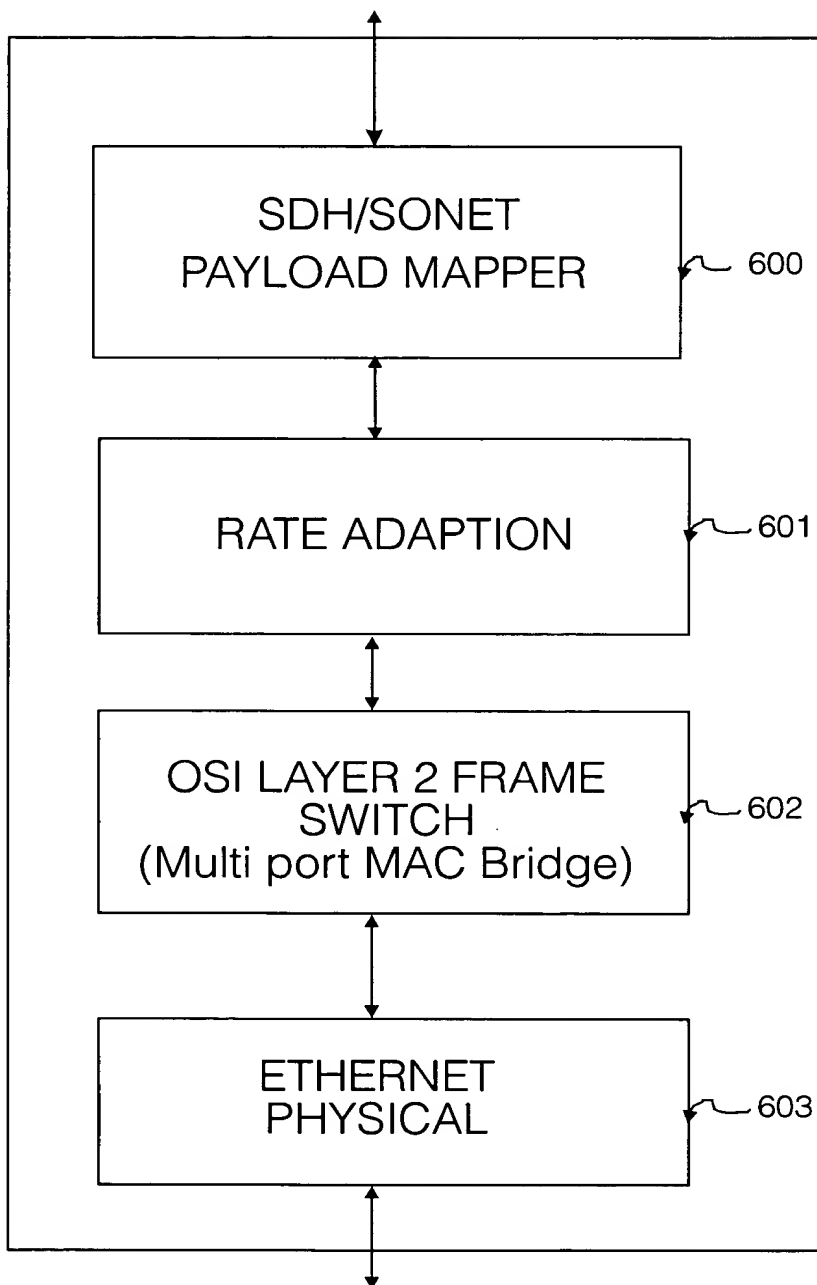 SDH/SONET
PAYLOAD MAPPER
600
RATE ADAPTION
601
OSI LAYER 2 FRAME
SWITCH
(Multi port MAC Bridge)
602
ETHERNET
PHYSICAL
603